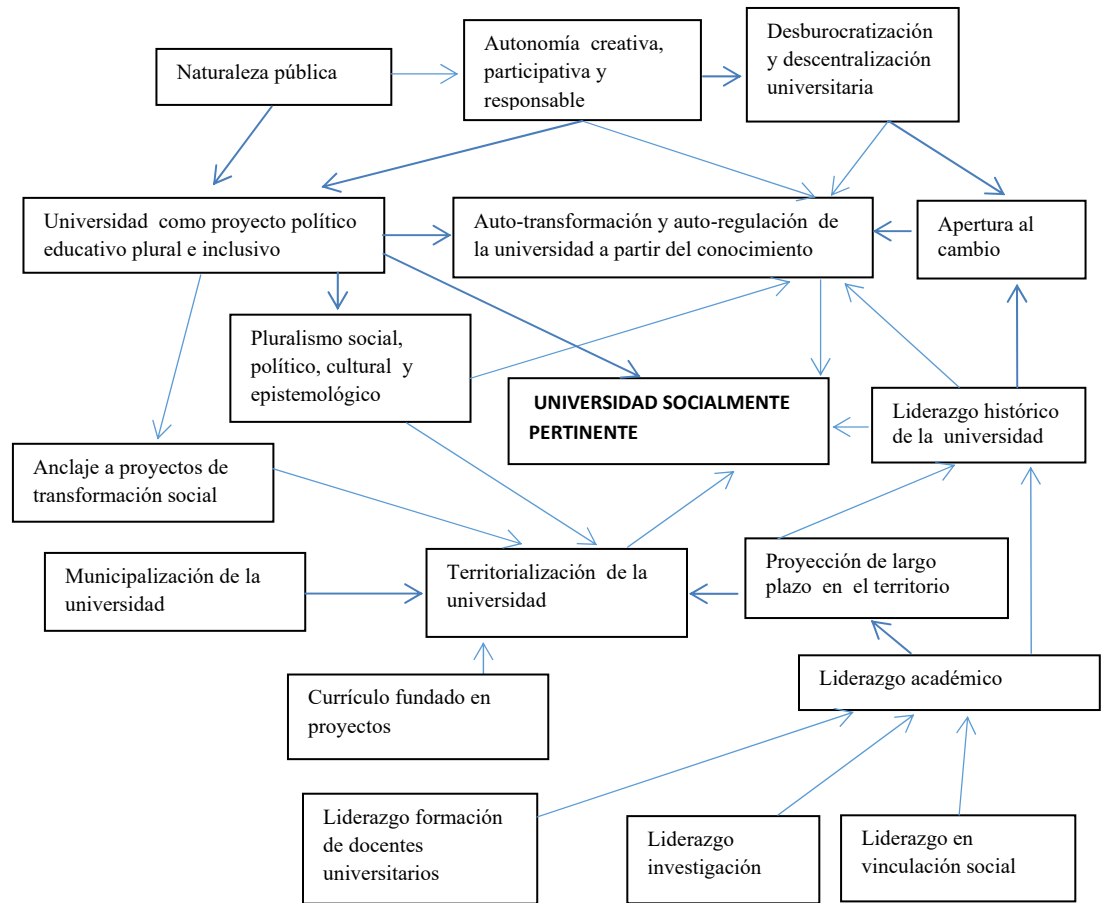 Naturaleza pública
Autonomía creativa,
participativa y
responsable
Desburocratización
y descentralización
universitaria
Universidad como proyecto político
educativo plural e inclusivo
Auto-transformación y auto-regulación de
la universidad a partir del conocimiento
Apertura al
cambio
Pluralismo social,
político, cultural y
epistemológico
UNIVERSIDAD SOCIALMENTE
PERTINENTE
Liderazgo histórico
de la universidad
Anclaje a proyectos de
transformación social
Municipalización de la
universidad
Territorialización de la
universidad
Proyección de largo
plazo en el territorio
Currículo fundado en
proyectos
Liderazgo académico
Liderazgo formación
de docentes
universitarios
Liderazgo
investigación
Liderazgo en
vinculación social